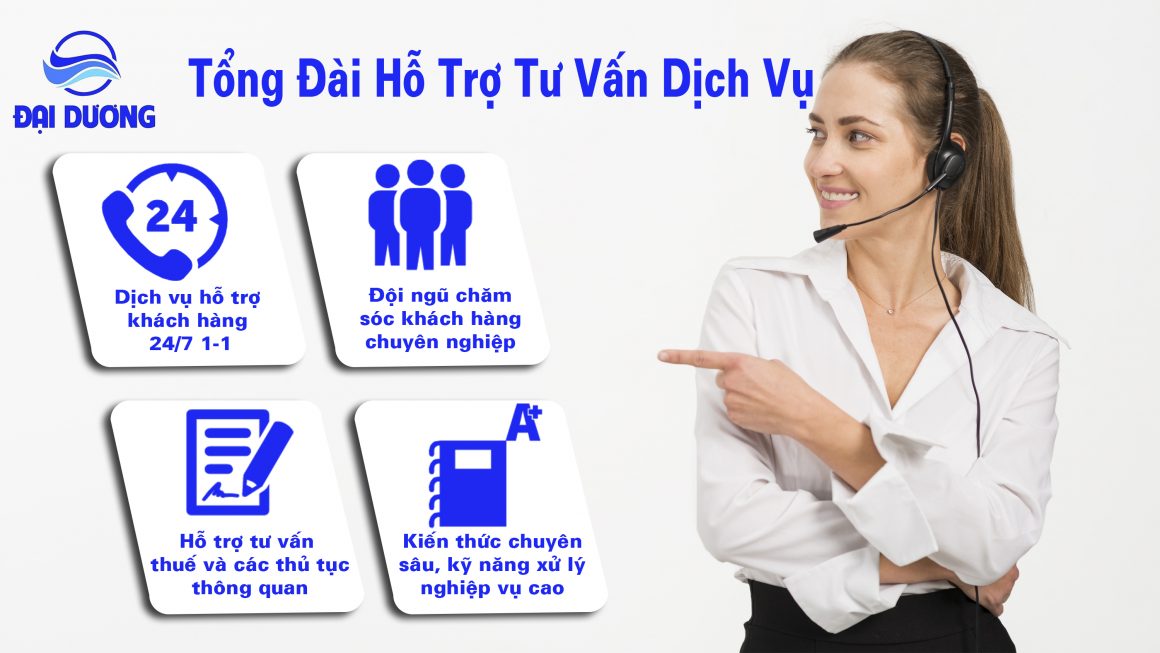 ĐẠI DƯƠNG
Tổng Đài Hỗ Trợ Tư Vấn Dịch Vụ
24
Dịch vụ hỗ trợ
khách hàng
24/7 1-1
Đội ngũ chăm
sóc khách hàng
chuyên nghiệp
Hỗ trợ tư vấn
thuế và các thủ tục
thông quan
A+
Kiến thức chuyên
sâu, kỹ năng xử lý
nghiệp vụ cao